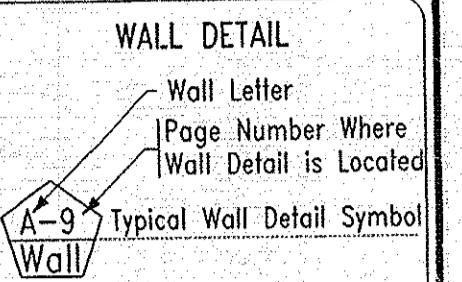 WALL DETAIL
Wall Letter
Page Number Where
Wall Detail is Located
A-9 Typical Wall Detail Symbol
Wall